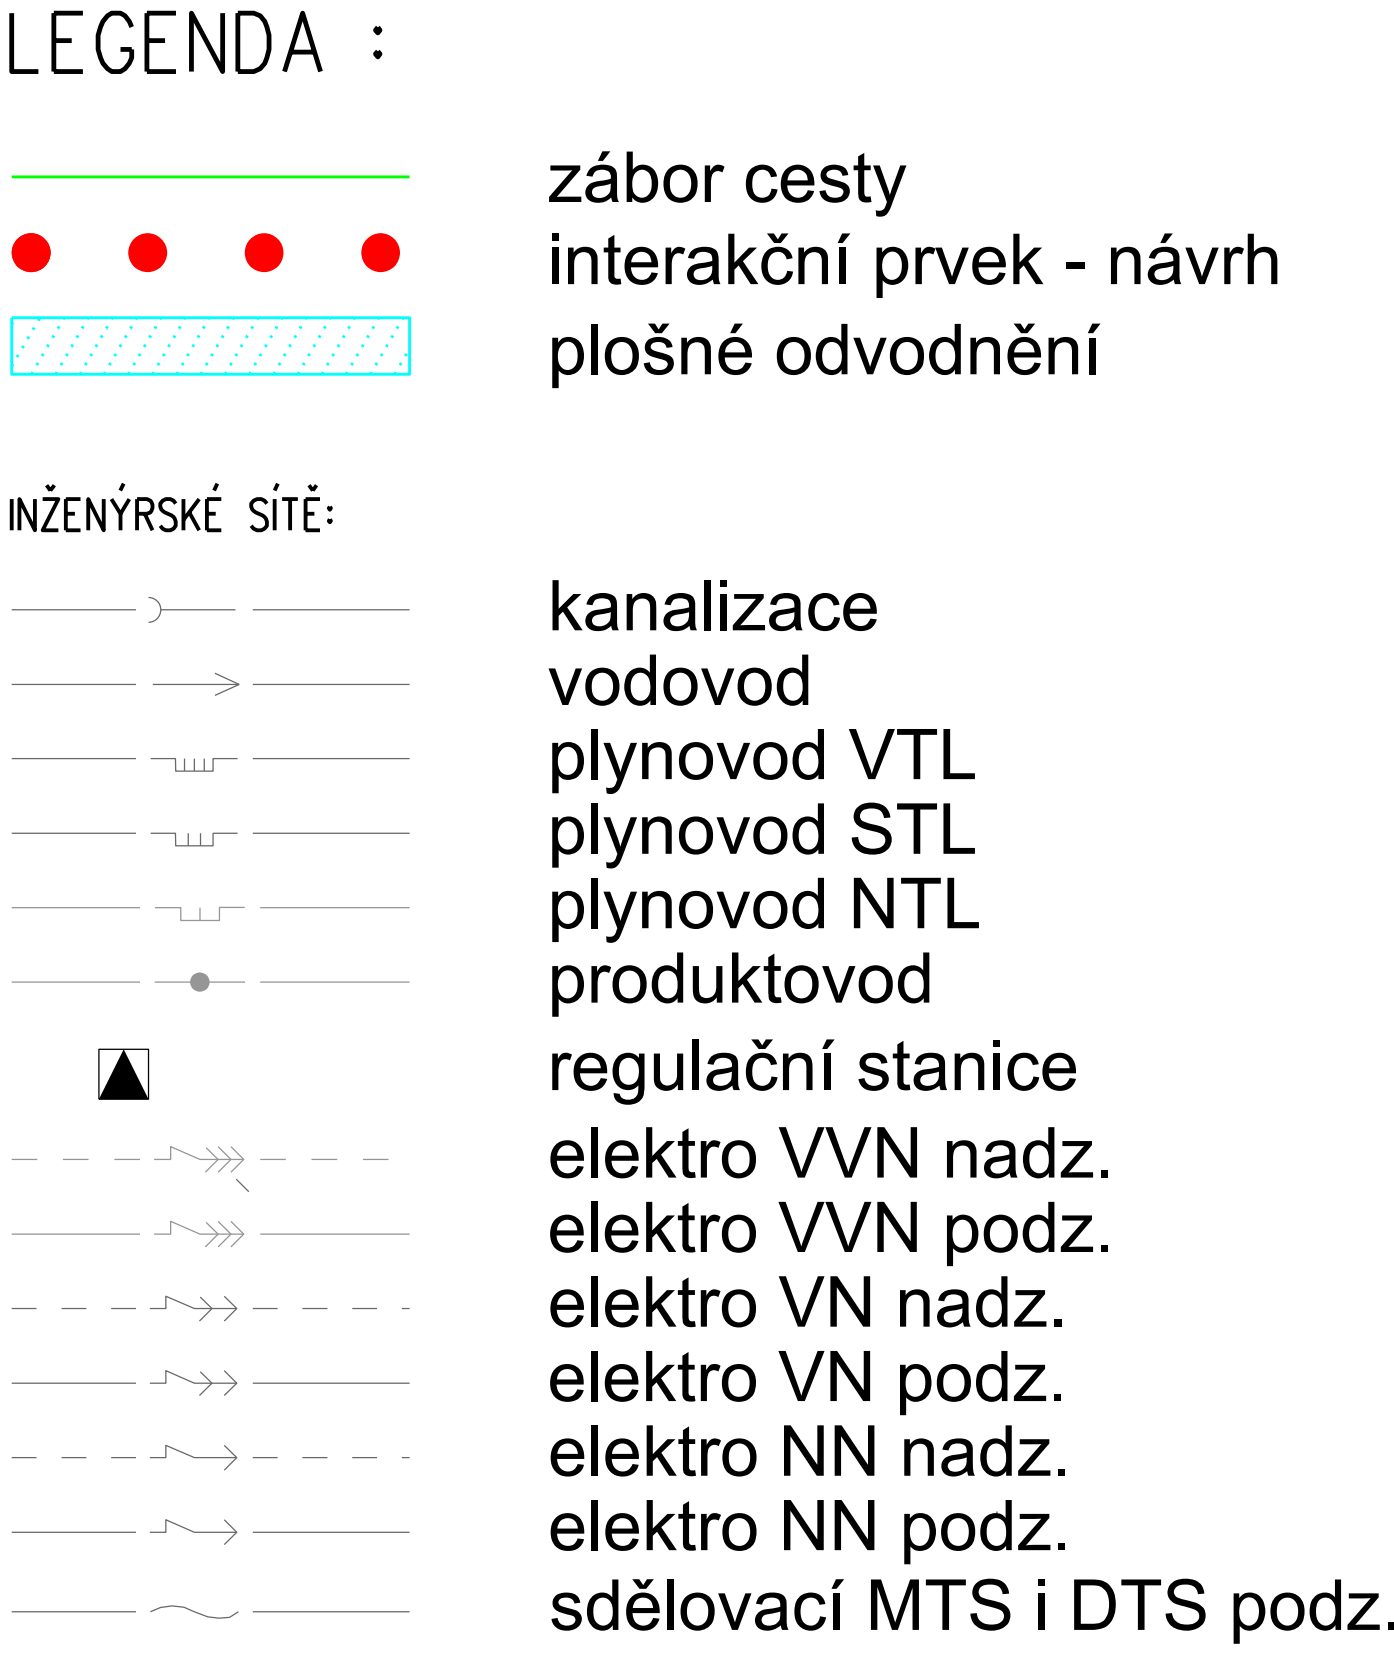 LEGENDA :
zábor cesty
interakční prvek - návrh
plošné odvodnění
INŽENÝRSKÉ SÍTĚ:
kanalizace
vodovod
plynovod VTL
plynovod STL
plynovod NTL
produktovod
regulační stanice
elektro VVN nadz.
elektro VVN podz.
elektro VN nadz.
elektro VN podz.
elektro NN nadz.
elektro NN podz.
sdělovací MTS i DTS podz.